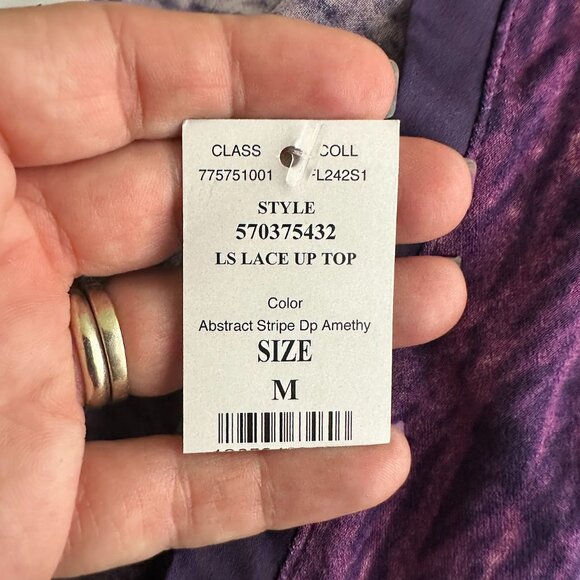 CLASS COLL
775751001 FL242S1
STYLE
570375432
LS LACE UP TOP
Color
Abstract Stripe Dp Amethy
SIZE
M